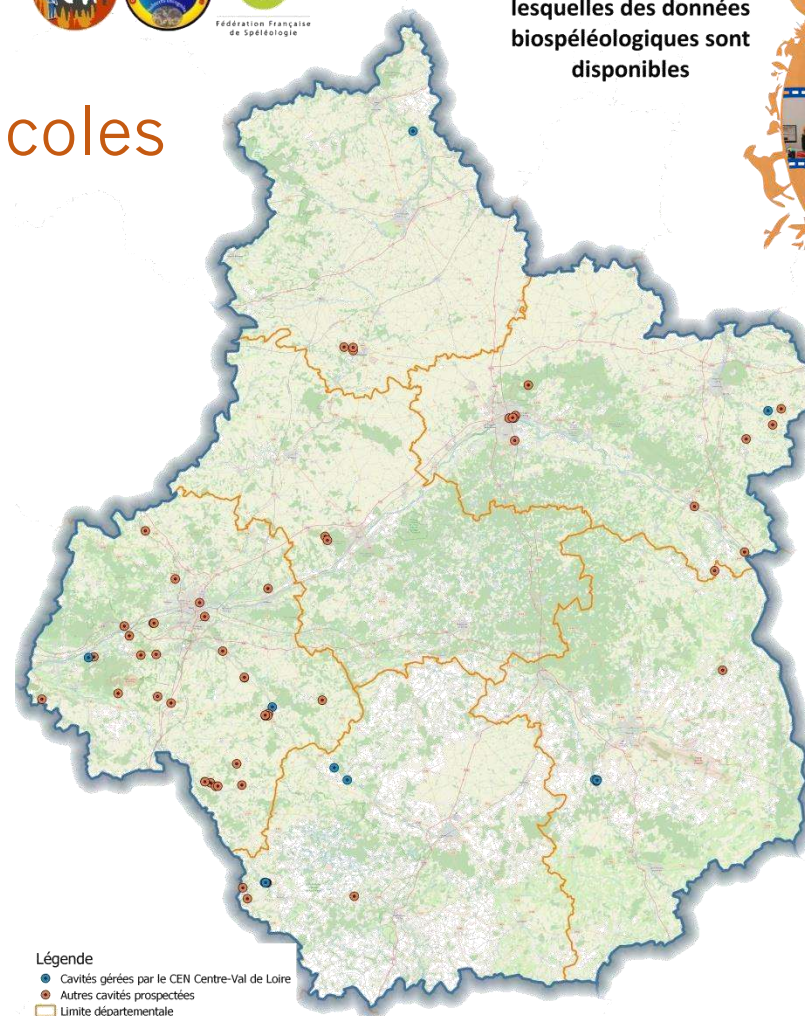 Fédération Française
de Spéléologie
lesquelles des données
biospéléologiques sont
disponibles
coles
Légende
Cavités gérées par le CEN Centre-Val de Loire
Autres cavités prospectées
Limite départementale